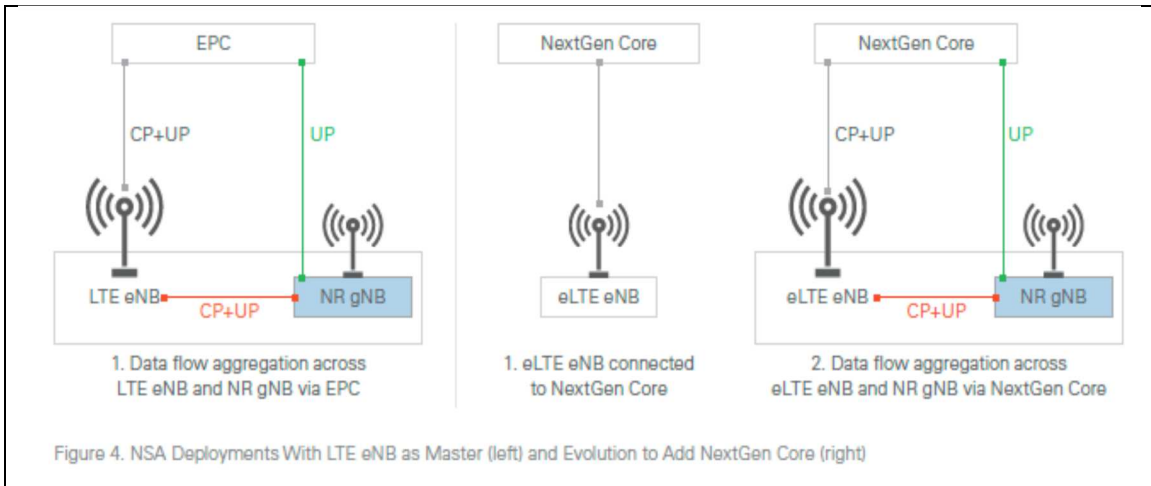 EPC
CP+UP
UP
LTE eNB
CP+UP
NR gNB
1. Data flow aggregation across
LTE eNB and NR gNB via EPC
NextGen Core
eLTE eNB
1. eLTE eNB connected
to NextGen Core
NextGen Core
CP+UP
UP
eLTE eNB
CP+UP
NR gNB
2. Data flow aggregation across
eLTE eNB and NR gNB via NextGen Core
Figure 4. NSA Deployments With LTE eNB as Master (left) and Evolution to Add NextGen Core (right)